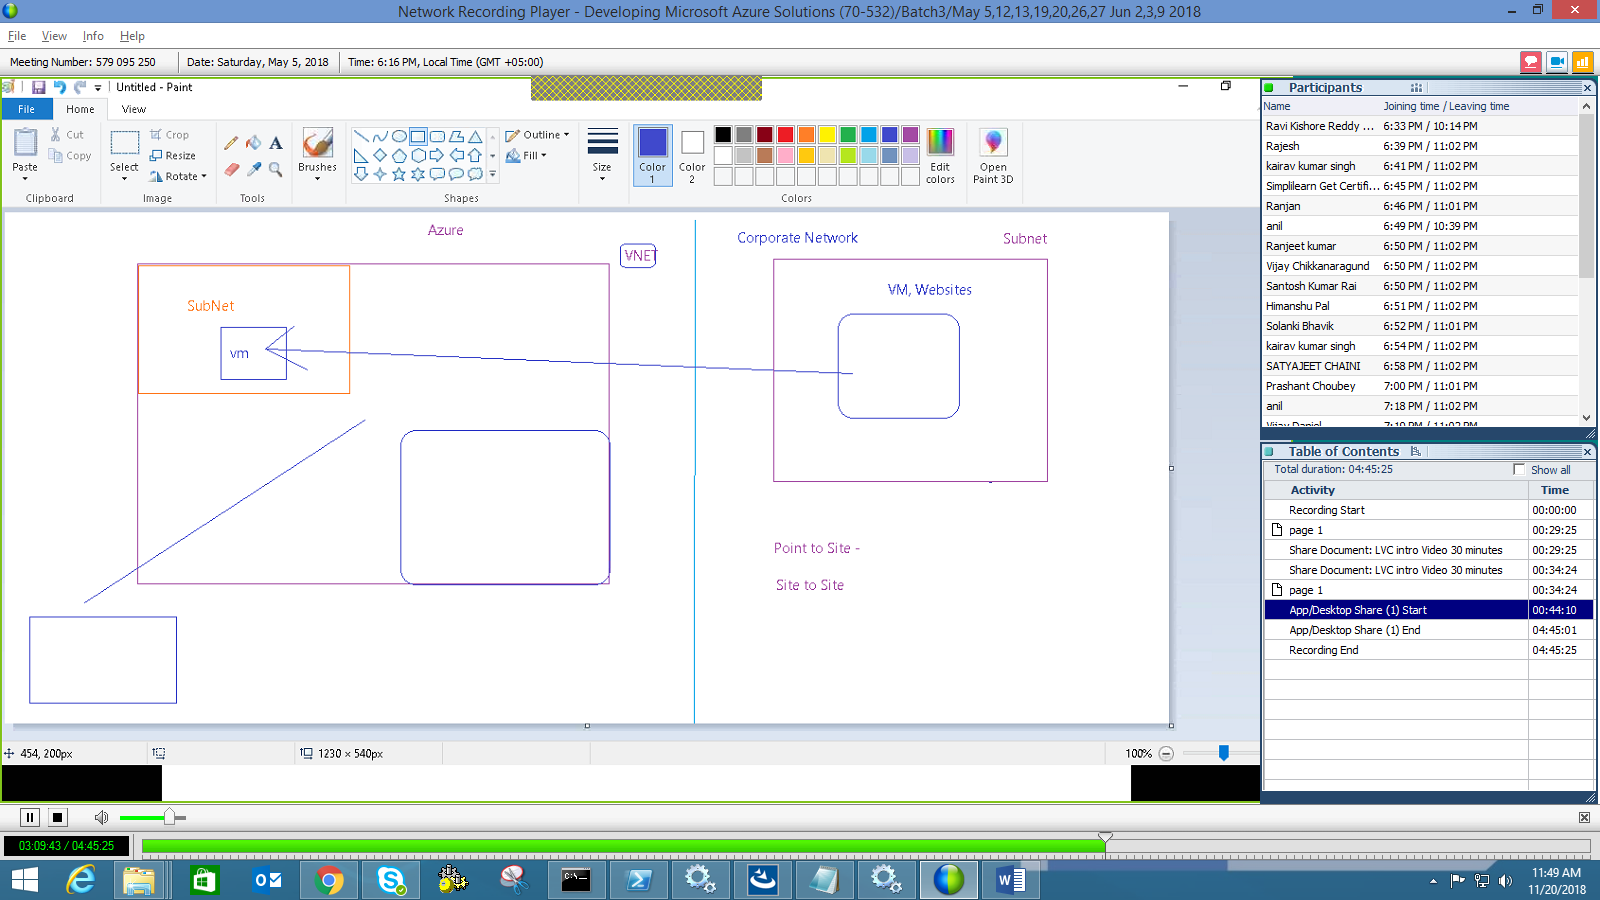 Network Recording Player - Developing Microsoft Azure Solutions (70-532)/Batch3/May 5,12,13,19,20,26,27 Jun 2,3,9 2018
File View Info Help
Meeting Number: 579 095 250 Date: Saturday, May 5, 2018 Time: 6:16 PM, Local Time (GMT +05:00)
Untitled - Paint
File Home View
Paste Cut Copy
Clipboard
Select Crop Resize Rotate
Image
A
Tools
Brushes
Outline
Fill
Shapes
Size
Color 1
Color 2
Edit colors
Colors
Open Paint 3D
Azure
VNET
SubNet
vm
Corporate Network
Subnet
VM, Websites
Point to Site -
Site to Site
454, 200px
1230 × 540px
100%
Participants
Name Joining time / Leaving time
Ravi Kishore Reddy ... 6:33 PM / 10:14 PM
Rajesh 6:39 PM / 11:02 PM
kairav kumar singh 6:41 PM / 11:02 PM
Simplilearn Get Certifi... 6:45 PM / 11:02 PM
Ranjan 6:46 PM / 11:01 PM
anil 6:49 PM / 10:39 PM
Ranjeet kumar 6:50 PM / 11:02 PM
Vijay Chikkanaragund 6:50 PM / 11:02 PM
Santosh Kumar Rai 6:50 PM / 11:02 PM
Himanshu Pal 6:51 PM / 11:02 PM
Solanki Bhavik 6:52 PM / 11:01 PM
kairav kumar singh 6:54 PM / 11:02 PM
SATYAJEET CHAINI 6:58 PM / 11:02 PM
Prashant Choubey 7:00 PM / 11:01 PM
anil 7:18 PM / 11:02 PM
Vijay Daniel 7:19 PM / 11:02 PM
Table of Contents
Total duration: 04:45:25 Show all
Activity Time
Recording Start 00:00:00
page 1 00:29:25
Share Document: LVC intro Video 30 minutes 00:29:25
Share Document: LVC intro Video 30 minutes 00:34:24
page 1 00:34:24
App/Desktop Share (1) Start 00:44:10
App/Desktop Share (1) End 04:45:01
Recording End 04:45:25
03:09:43 / 04:45:25
11:49 AM
11/20/2018